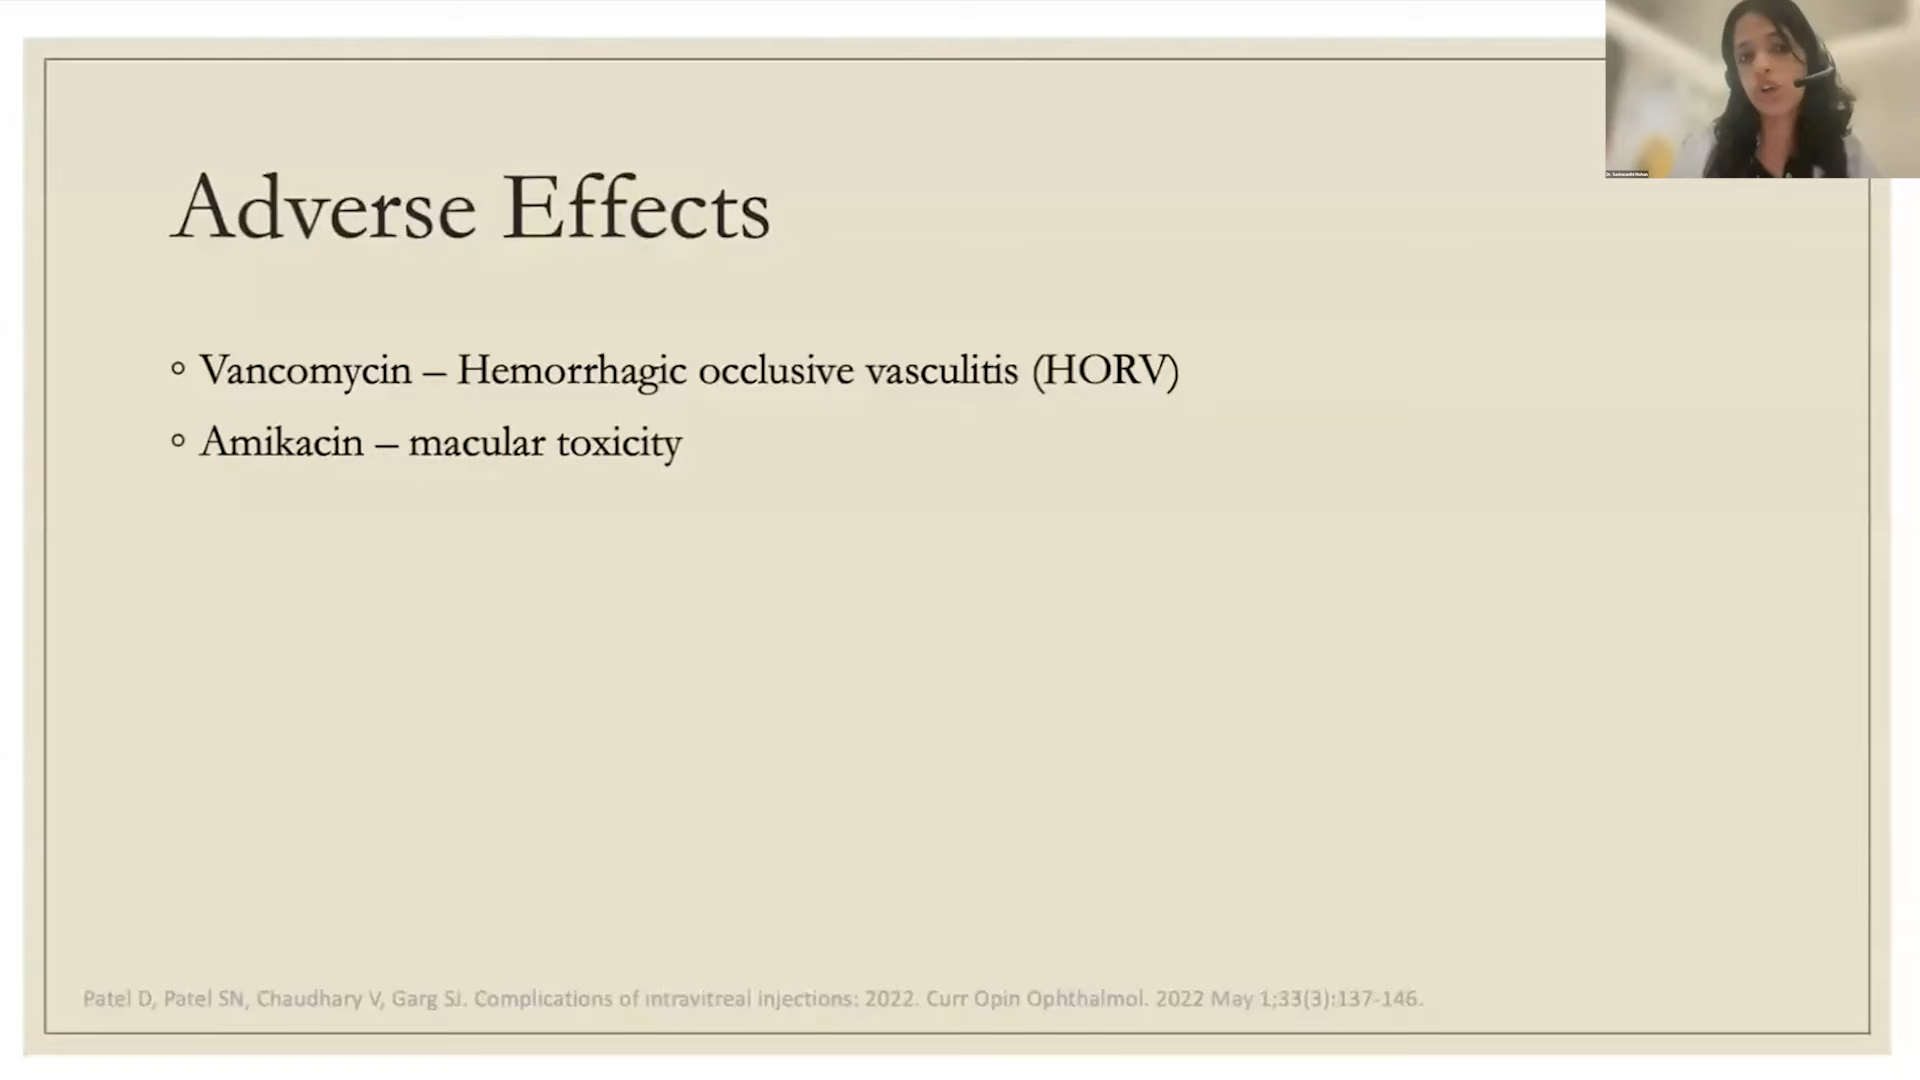 Adverse Effects
◦ Vancomycin – Hemorrhagic occlusive vasculitis (HORV)
◦ Amikacin – macular toxicity
Patel D, Patel SN, Chaudhary V, Garg SJ. Complications of intravitreal injections: 2022. Curr Opin Ophthalmol. 2022 May 1;33(3):137-146.